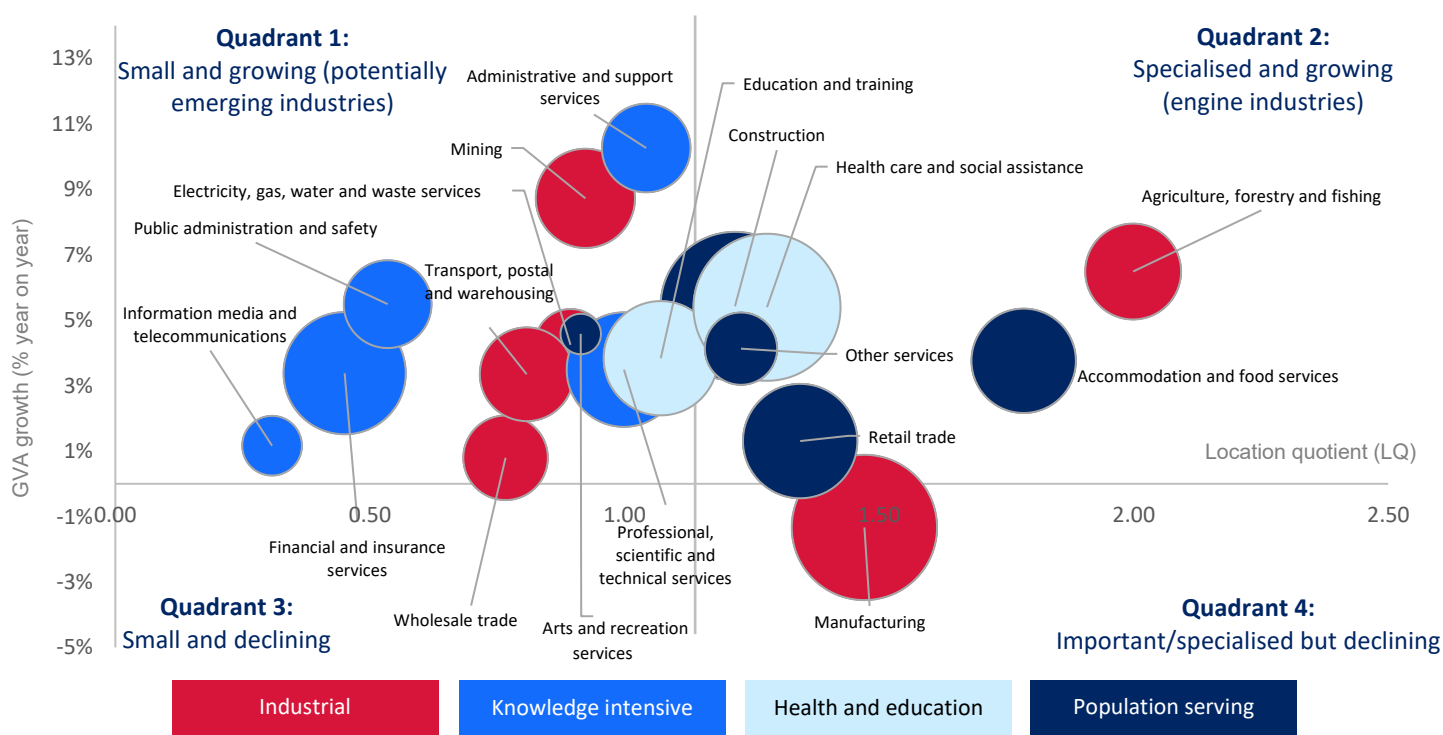 Quadrant 1:
Small and growing (potentially
emerging industries)
Quadrant 2:
Specialised and growing
(engine industries)
GVA growth (% year on year)
13%
11%
9%
7%
5%
3%
1%
-1%
-3%
-5%
Administrative and support
services
Mining
Electricity, gas, water and waste services
Public administration and safety
Transport, postal
and warehousing
Information media and
telecommunications
Education and training
Construction
Health care and social assistance
Agriculture, forestry and fishing
Other services
Accommodation and food services
Retail trade
Location quotient (LQ)
0.00
0.50
1.00
1.50
2.00
2.50
Financial and insurance
services
Professional,
scientific and
technical services
Wholesale trade
Arts and recreation
services
Manufacturing
Quadrant 3:
Small and declining
Quadrant 4:
Important/specialised but declining
Industrial
Knowledge intensive
Health and education
Population serving